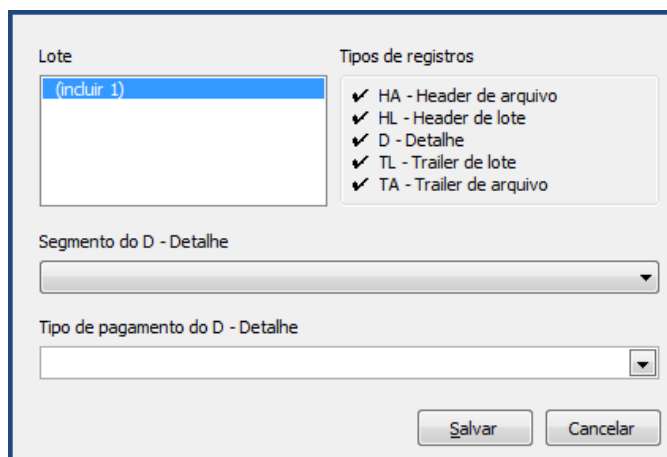 Lote
(incluir 1)
Tipos de registros
HA - Header de arquivo
HL - Header de lote
D - Detalhe
TL - Trailer de lote
TA - Trailer de arquivo
Segmento do D - Detalhe
Tipo de pagamento do D - Detalhe
Salvar
Cancelar